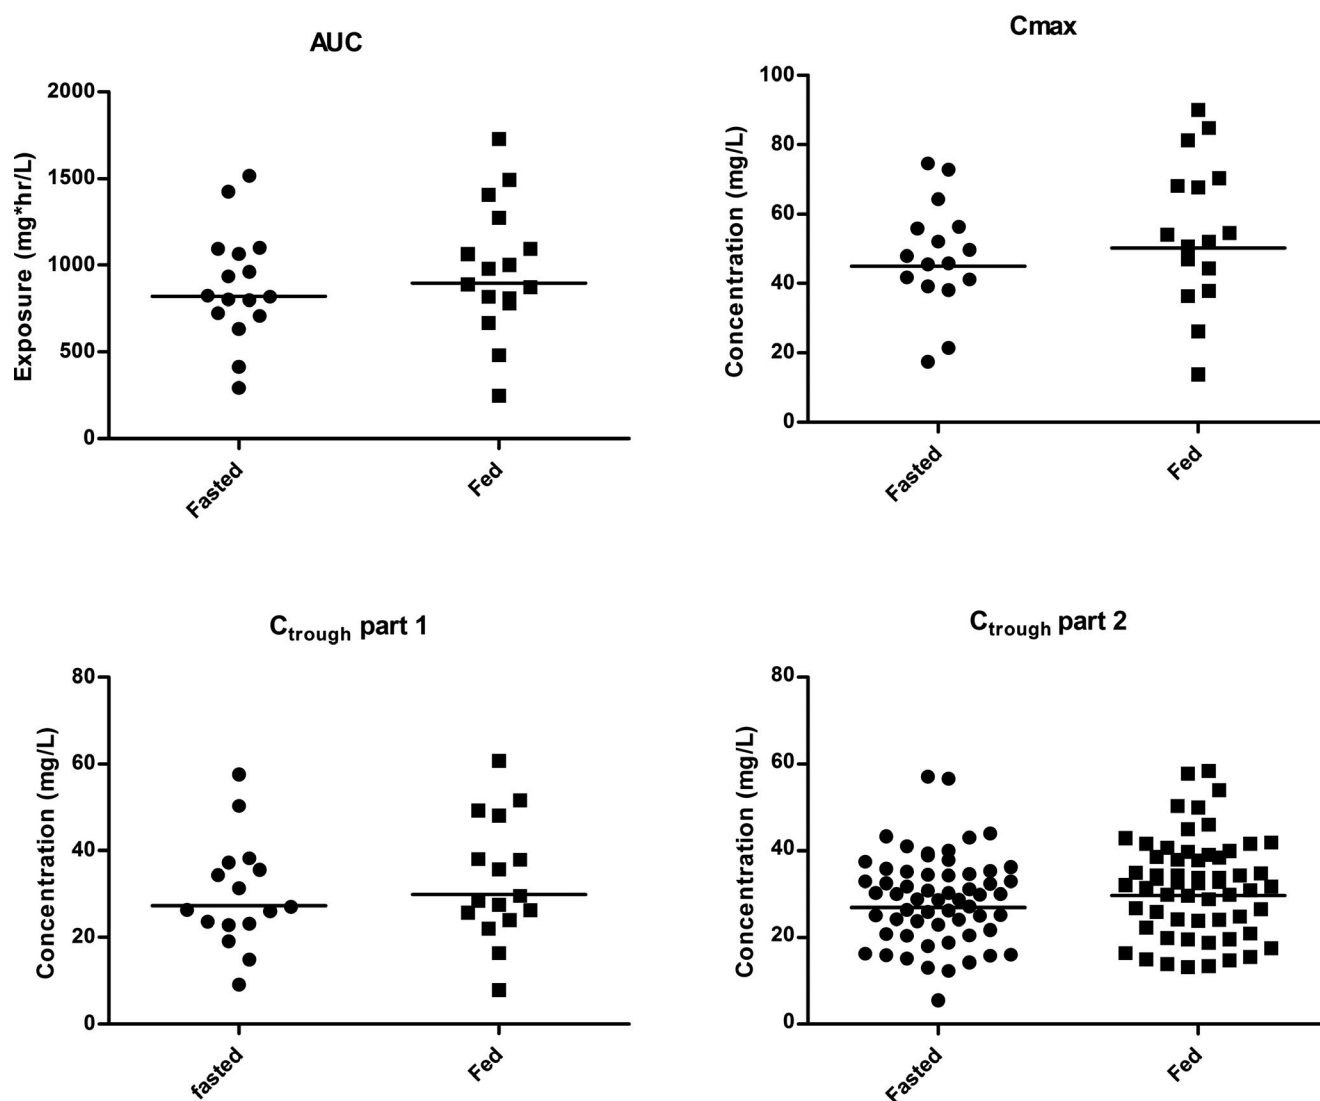 AUC
Exposure (mg*hr/L)
2000
1500
1000
500
0
Fasted
Fed
Cmax
Concentration (mg/L)
100
80
60
40
20
0
Fasted
Fed
Ctrough part 1
Concentration (mg/L)
80
60
40
20
0
fasted
Fed
Ctrough part 2
Concentration (mg/L)
80
60
40
20
0
Fasted
Fed